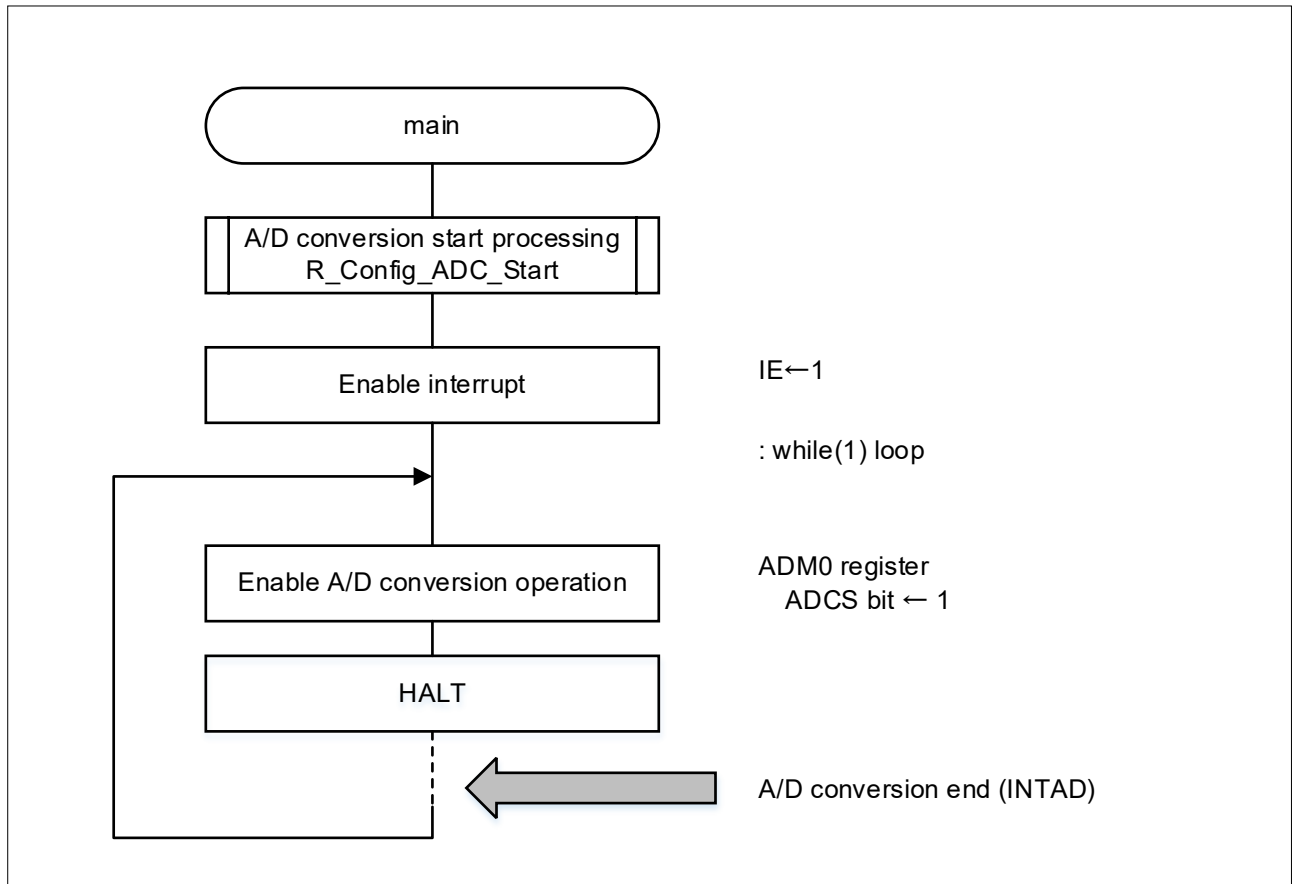 main
A/D conversion start processing
R_Config_ADC_Start
Enable interrupt
IE←1
: while(1) loop
Enable A/D conversion operation
ADM0 register
ADCS bit ← 1
HALT
A/D conversion end (INTAD)